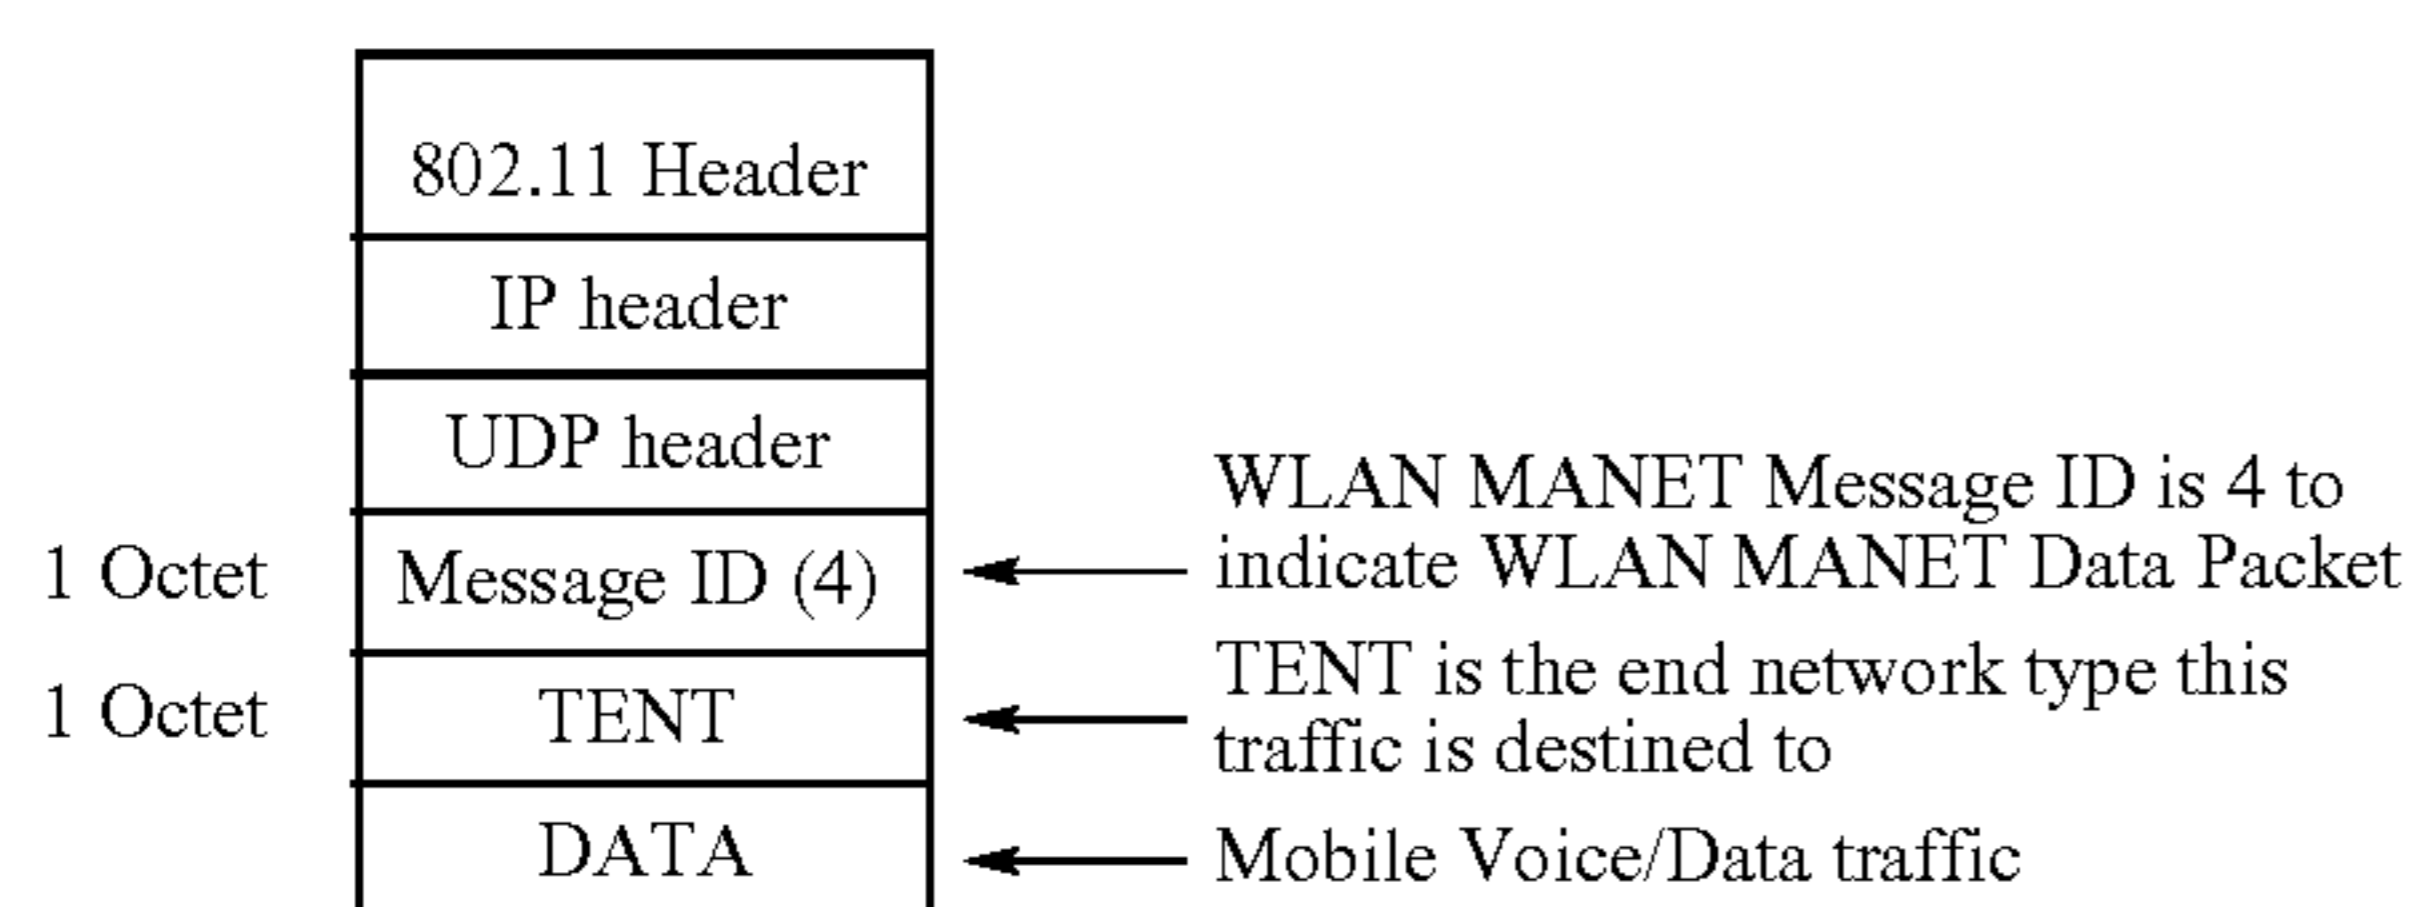 802.11 Header
IP header
UDP header
1 Octet
Message ID (4)
WLAN MANET Message ID is 4 to
indicate WLAN MANET Data Packet
1 Octet
TENT
TENT is the end network type this
traffic is destined to
DATA
Mobile Voice/Data traffic